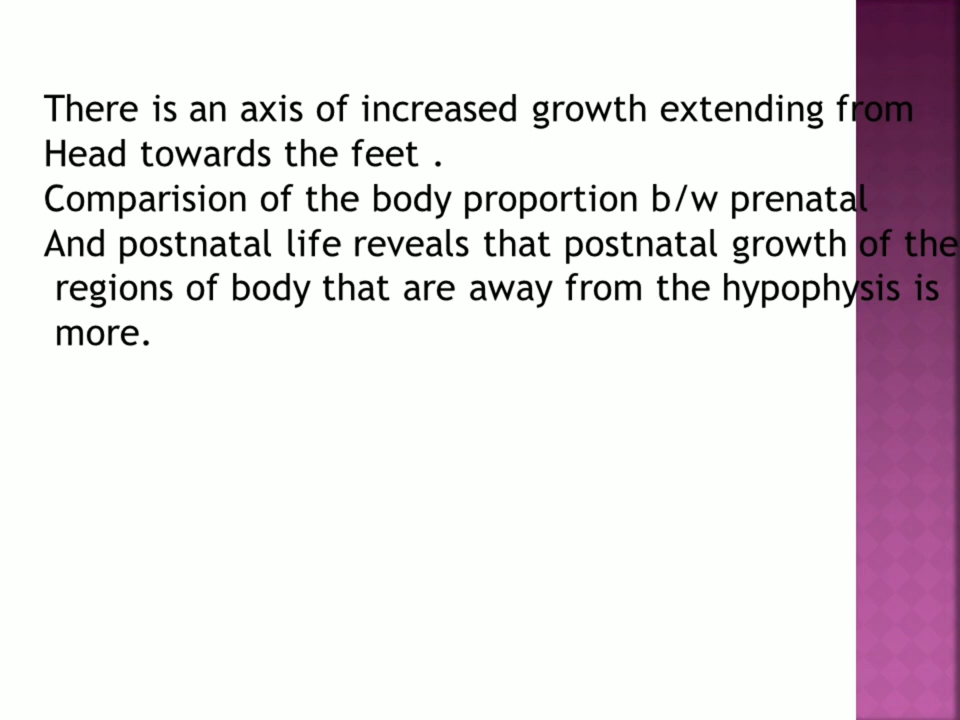 There is an axis of increased growth extending from
Head towards the feet .
Comparision of the body proportion b/w prenatal
And postnatal life reveals that postnatal growth of the
regions of body that are away from the hypophysis is
more.